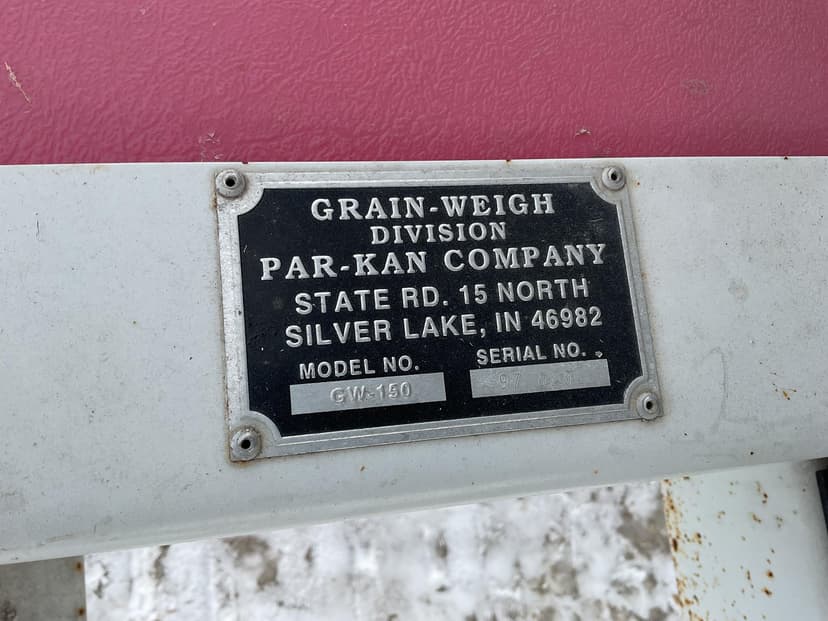 GRAIN-WEIGH
DIVISION
PAR-KAN COMPANY
STATE RD. 15 NORTH
SILVER LAKE, IN 46982
MODEL NO.
GW-150
SERIAL NO.
97